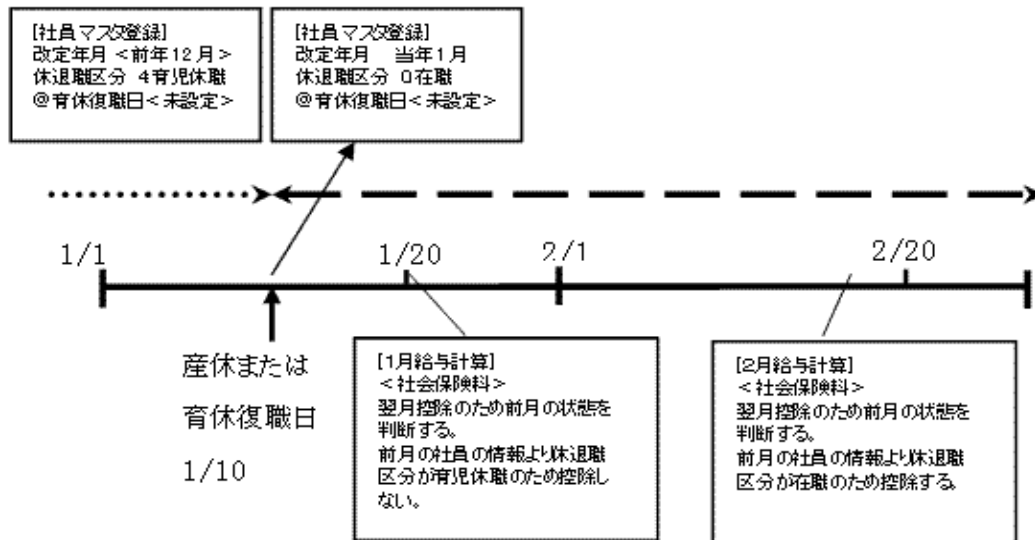 [社員マスタ登録]
改定年月 <前年12月>
休退職区分 4育児休職
@育休復職日<未設定>
[社員マスタ登録]
改定年月 当年1月
休退職区分 0在職
@育休復職日<未設定>
1/1
1/20
2/1
2/20
産休または
育休復職日
1/10
[1月給与計算]
<社会保険料>
翌月控除のため前月の状態を
判断する。
前月の社員の情報より休退職
区分が育児休職のため控除し
ない。
[2月給与計算]
<社会保険料>
翌月控除のため前月の状態を
判断する。
前月の社員の情報より休退職
区分が在職のため控除する。